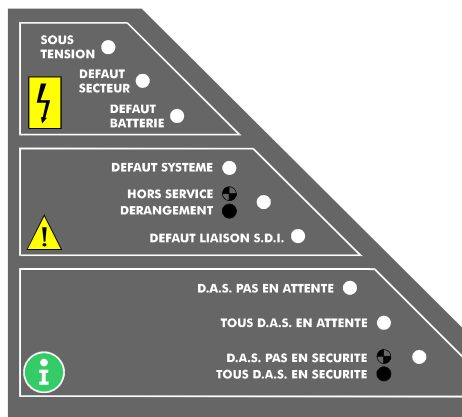 SOUS
TENSION
DEFAUT
SECTEUR
DEFAUT
BATTERIE
DEFAUT SYSTEME
HORS SERVICE
DERANGEMENT
DEFAUT LIAISON S.D.I.
D.A.S. PAS EN ATTENTE
TOUS D.A.S. EN ATTENTE
D.A.S. PAS EN SECURITE
TOUS D.A.S. EN SECURITE